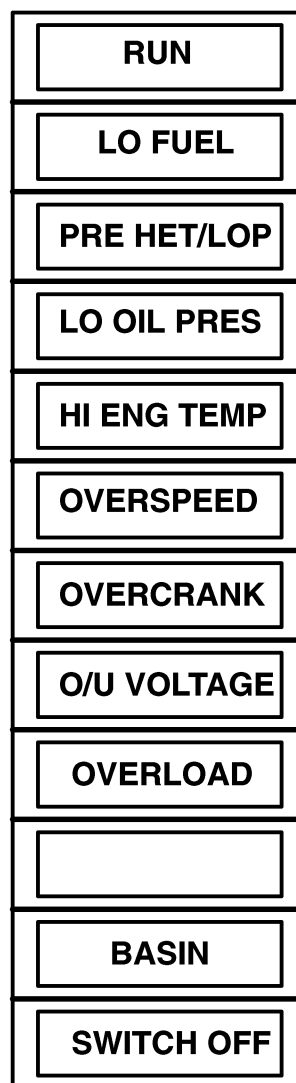 RUN
LO FUEL
PRE HET/LOP
LO OIL PRES
HI ENG TEMP
OVERSPEED
OVERCRANK
O/U VOLTAGE
OVERLOAD
BASIN
SWITCH OFF